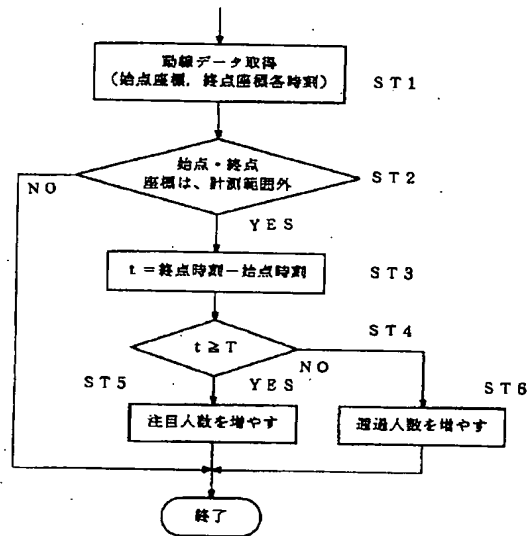 動線データ取得
(始点座標,終点座標各時刻)
ST1
始点・終点
座標は、計測範囲外
ST2
NO
YES
t=終点時刻-始点時刻
ST3
t≧T
ST4
NO
YES
ST5
注目人数を増やす
ST6
通過人数を増やす
終了